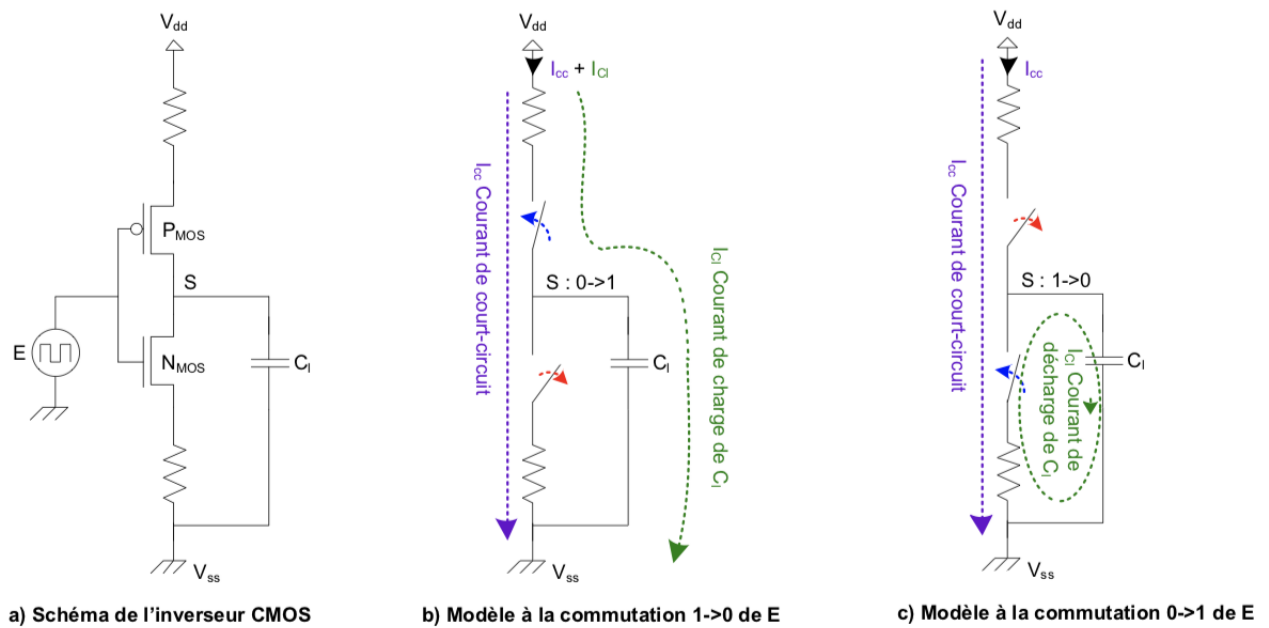 Vdd
PMOS
S
E
NMOS
Cl
Vss
a) Schéma de l'inverseur CMOS
Vdd
Icc + ICl
Icc Courant de court-circuit
ICl Courant de charge de Cl
S : 0->1
Cl
Vss
b) Modèle à la commutation 1->0 de E
Vdd
Icc
Icc Courant de court-circuit
S : 1->0
ICl Courant de
décharge de Cl
Cl
Vss
c) Modèle à la commutation 0->1 de E